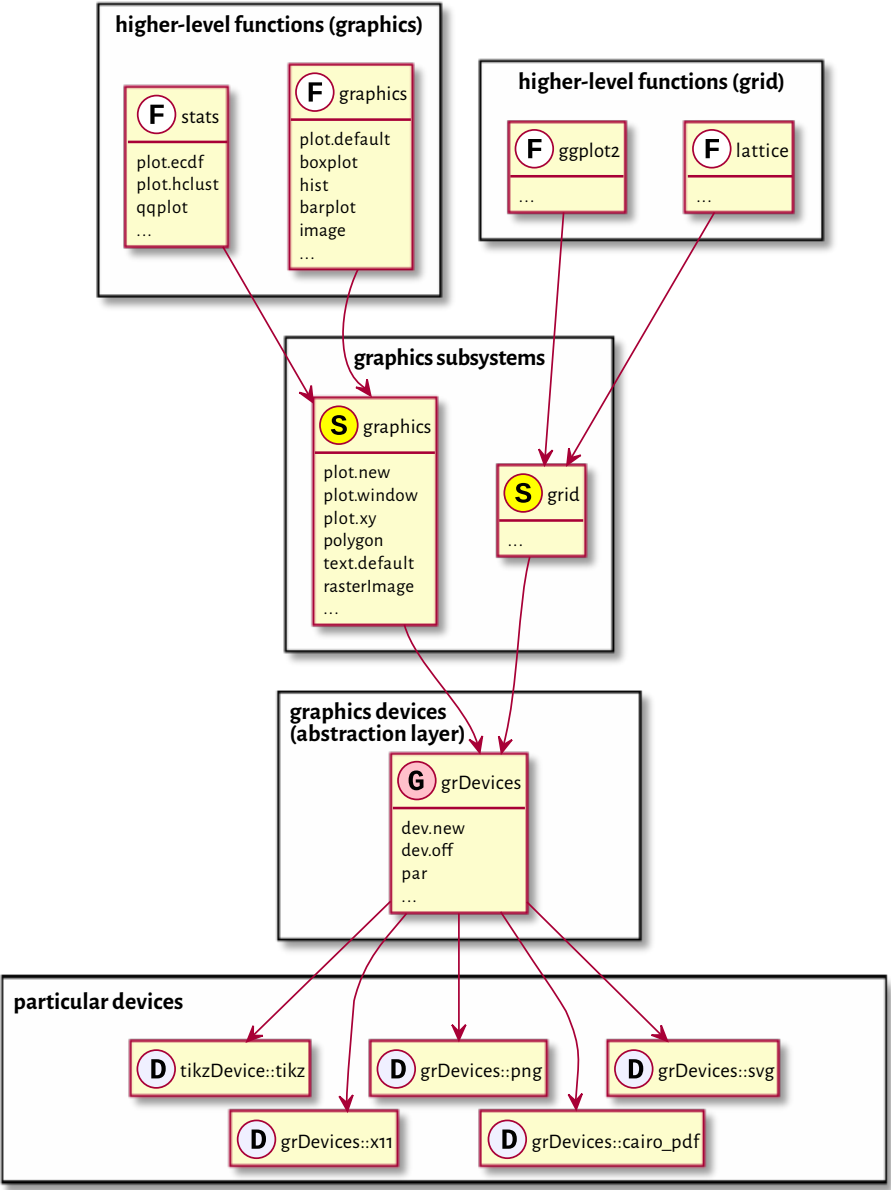 higher-level functions (graphics)
F stats
plot.ecdf
plot.hclust
qqplot
...
F graphics
plot.default
boxplot
hist
barplot
image
...
higher-level functions (grid)
F ggplot2
...
F lattice
...
graphics subsystems
S graphics
plot.new
plot.window
plot.xy
polygon
text.default
rasterImage
...
S grid
...
graphics devices
(abstraction layer)
G grDevices
dev.new
dev.off
par
...
particular devices
D tikzDevice::tikz
D grDevices::png
D grDevices::svg
D grDevices::x11
D grDevices::cairo_pdf